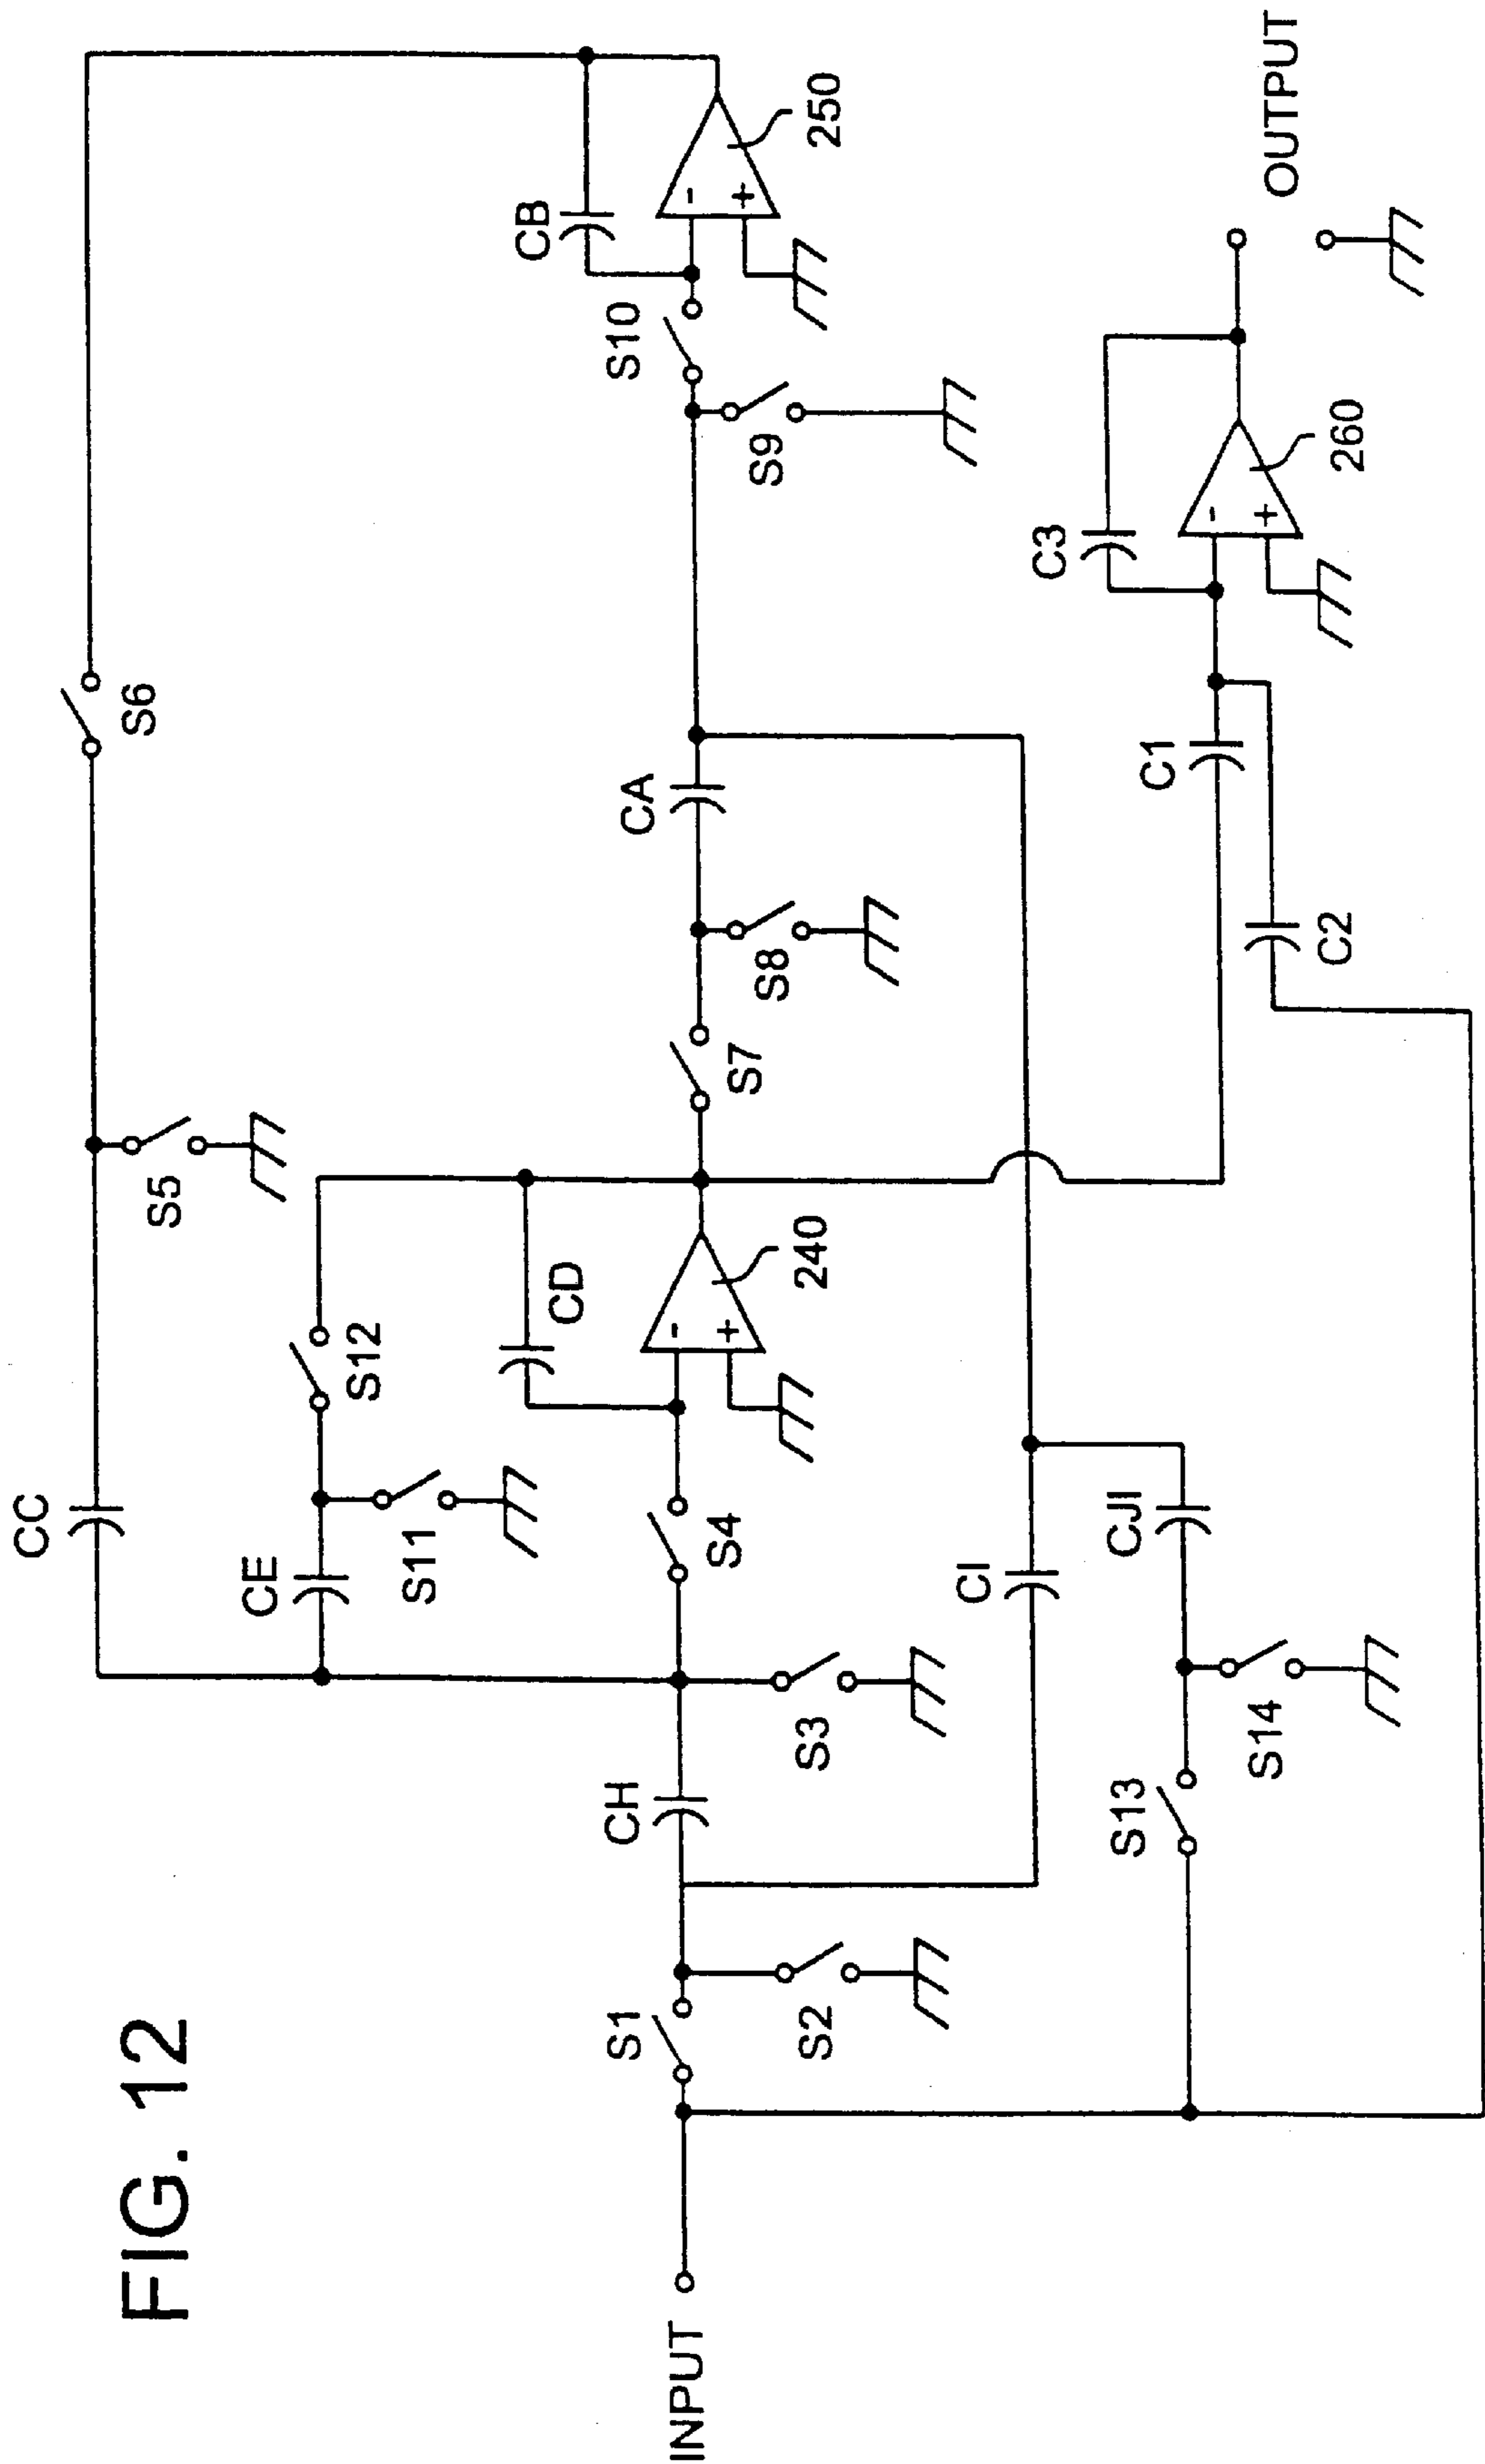 FIG. 12
INPUT
S1
S2
CH
S3
CC
CE
S11
S12
S4
CD
-
+
240
S5
S6
S7
S8
CA
S9
S10
CB
-
+
250
CI
S13
S14
CJI
C1
C2
C3
-
+
260
OUTPUT